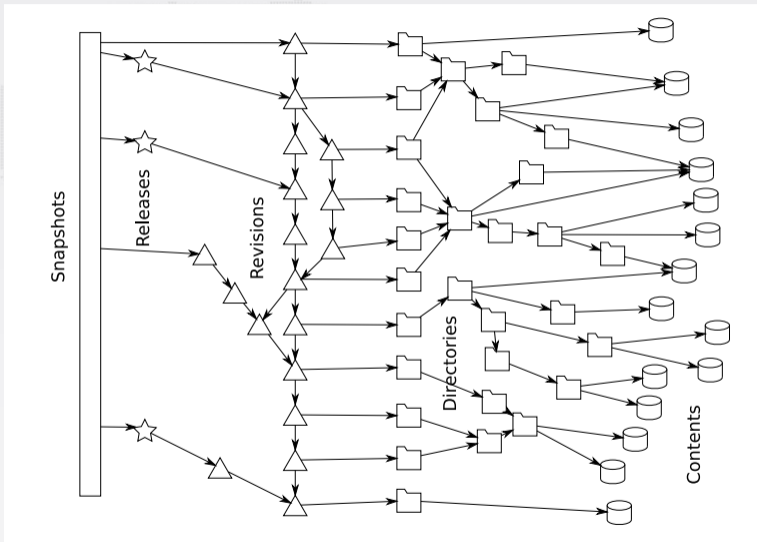 Snapshots
Releases
Revisions
Directories
Contents